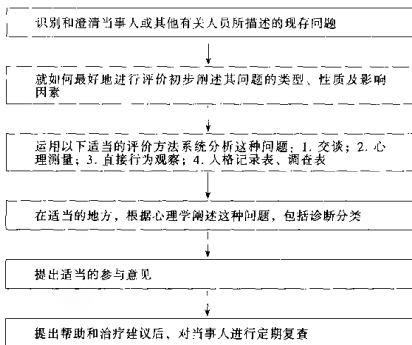 识别和澄清当事人或其他有关人员所描述的现存问题
就如何最好地进行评价初步阐述其问题的类型、性质及影响
因素
运用以下适当的评价方法系统分析这种问题：1. 交谈；2. 心
理测量；3. 直接行为观察；4. 人格记录表、调查表
在适当的地方，根据心理学阐述这种问题，包括诊断分类
提出适当的参与意见
提出帮助和治疗建议后、对当事人进行定期复查